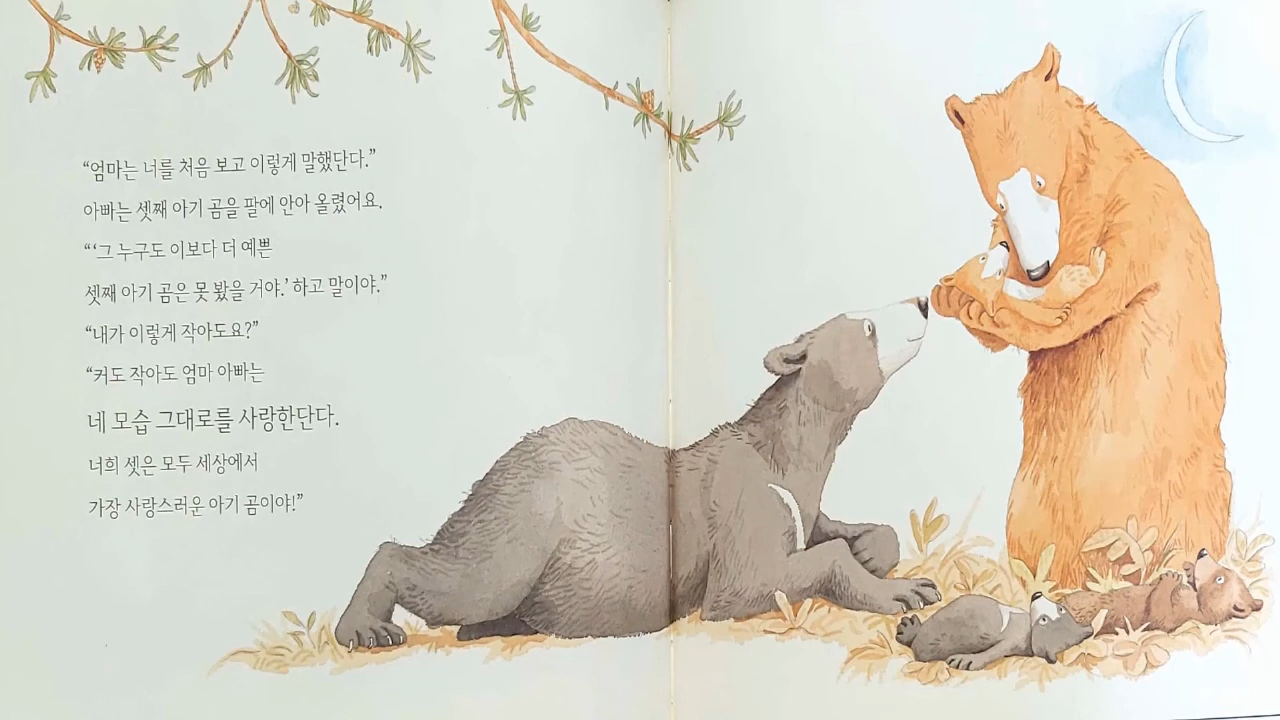 “엄마는 너를 처음 보고 이렇게 말했단다.”
아빠는 셋째 아기 곰을 팔에 안아 올렸어요.
“‘그 누구도 이보다 더 예쁜
셋째 아기 곰은 못 봤을 거야.’ 하고 말이야.”
“내가 이렇게 작아도요?”
“커도 작아도 엄마 아빠는
네 모습 그대로를 사랑한단다.
너희 셋은 모두 세상에서
가장 사랑스러운 아기 곰이야!”